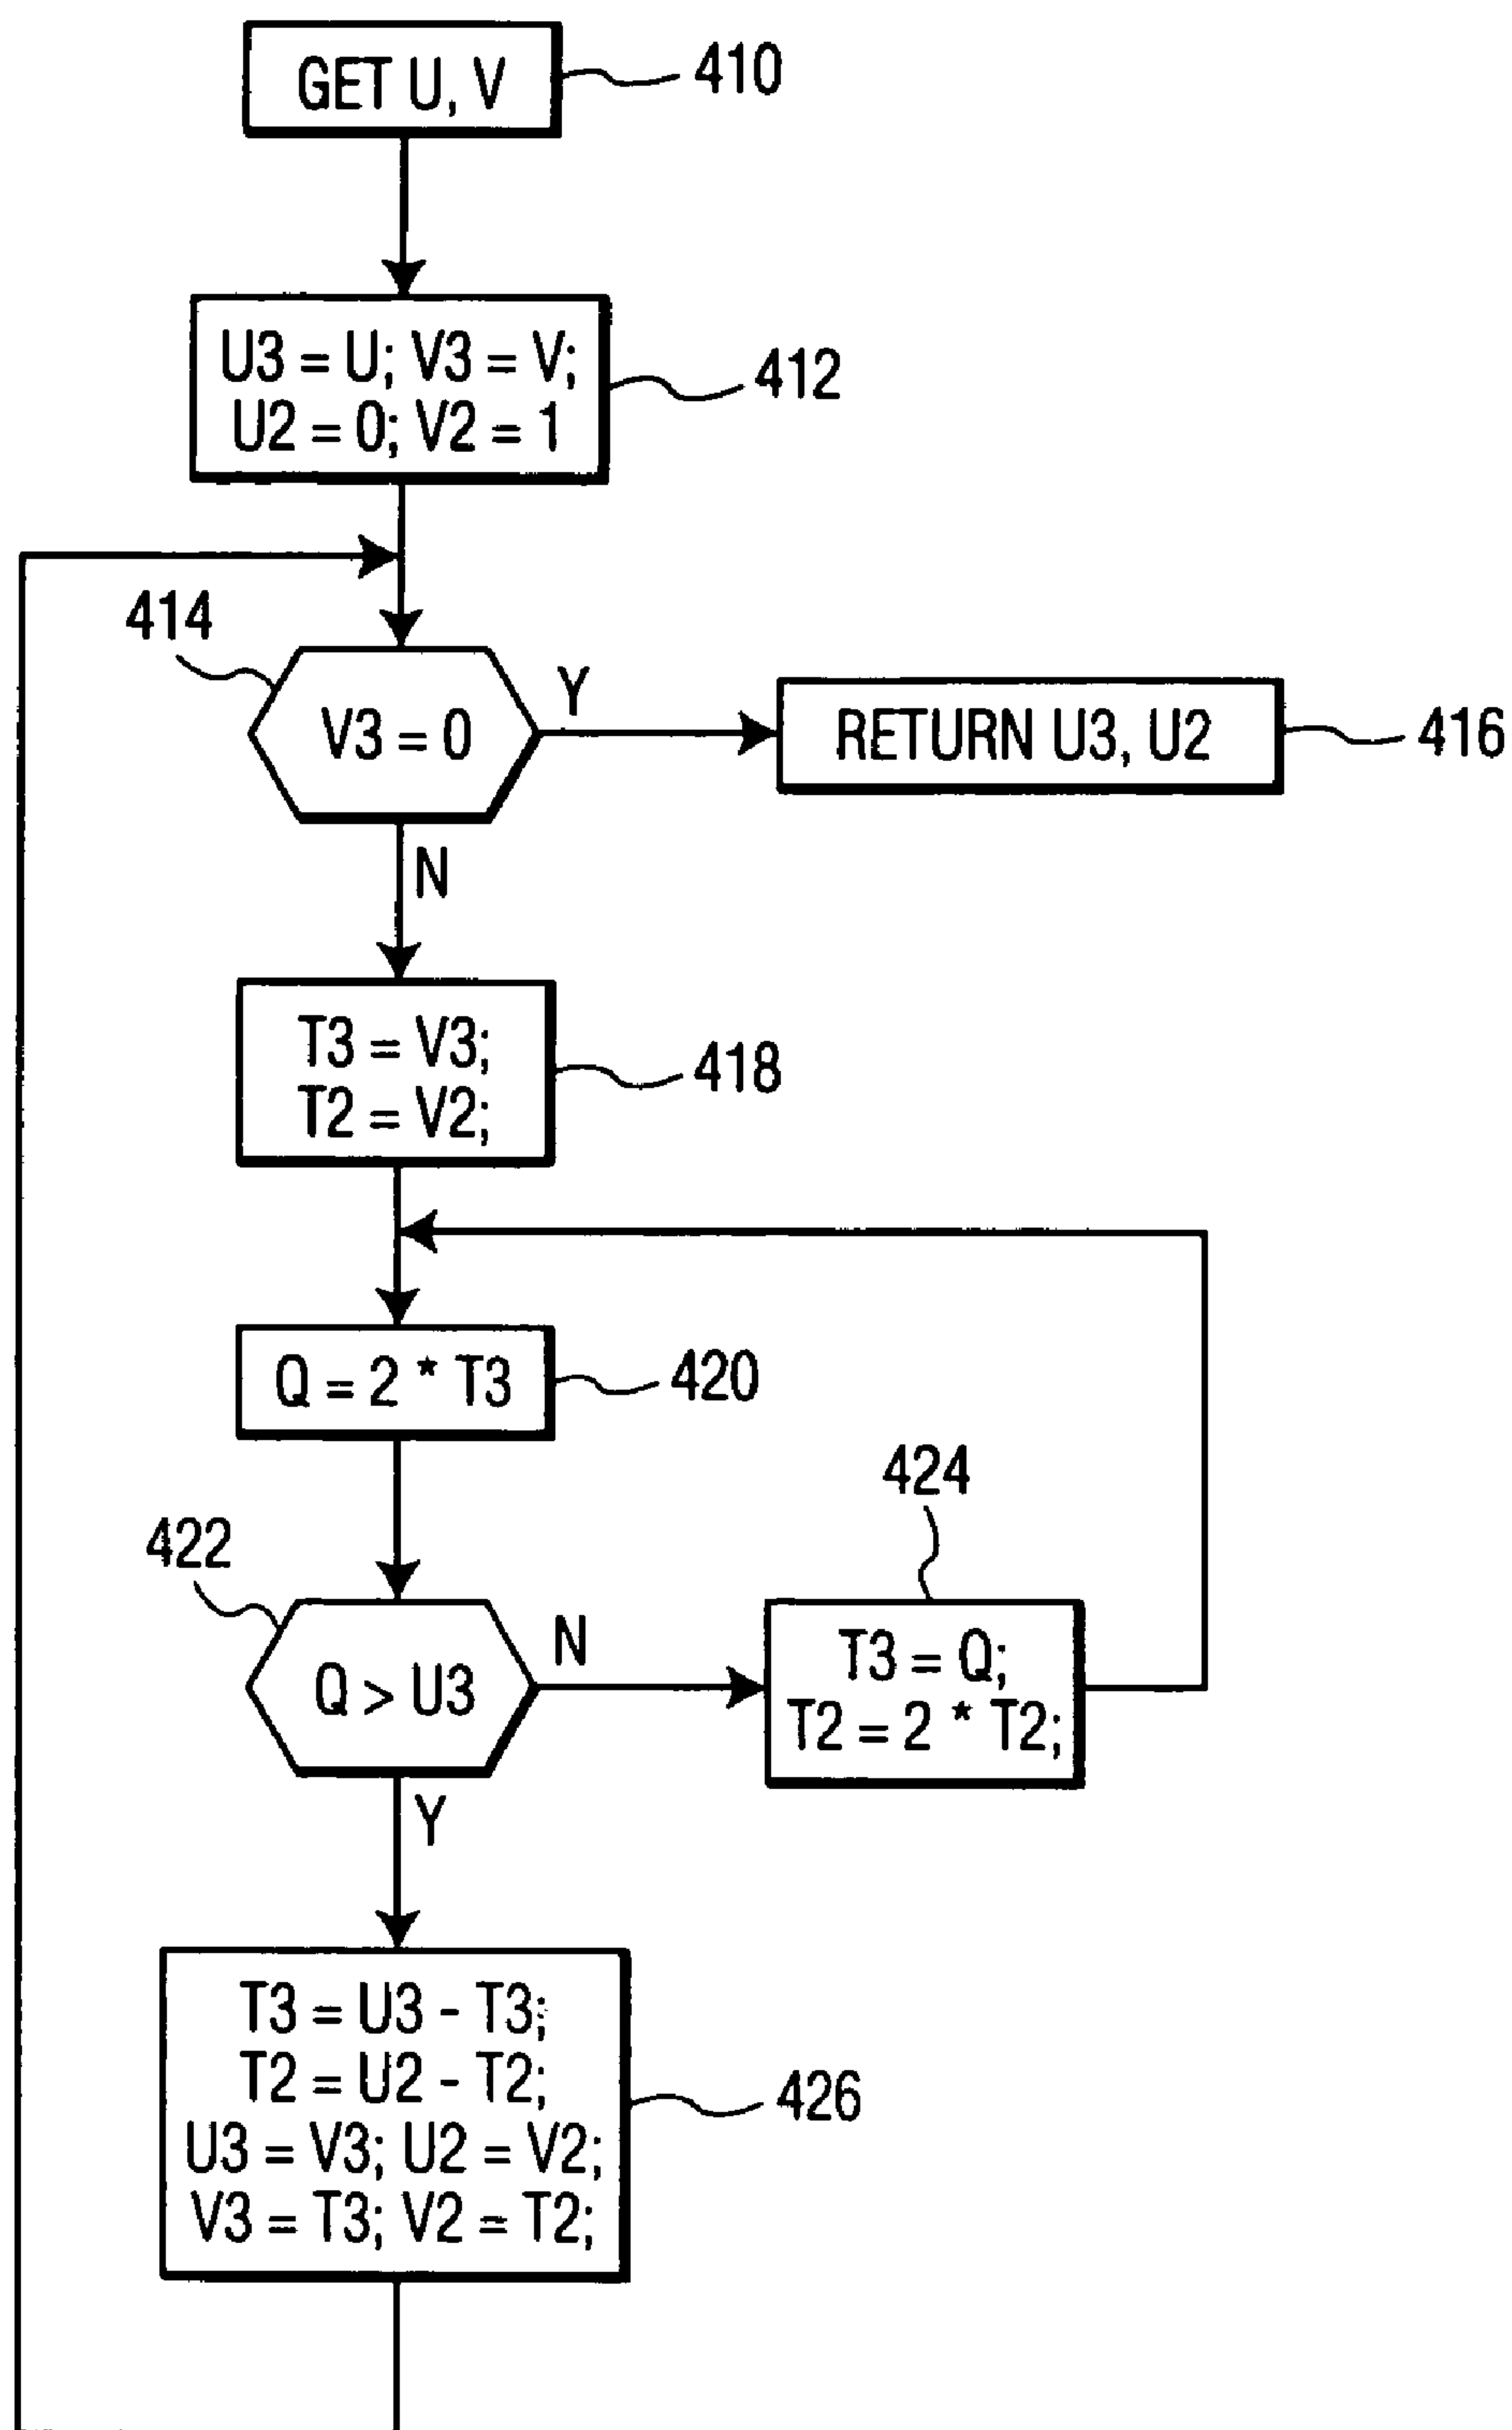 GET U, V
410
U3 = U; V3 = V;
U2 = 0; V2 = 1
412
414
V3 = 0
Y
RETURN U3, U2
416
N
T3 = V3;
T2 = V2;
418
Q = 2 * T3
420
422
Q > U3
N
424
T3 = Q;
T2 = 2 * T2;
Y
T3 = U3 - T3;
T2 = U2 - T2;
U3 = V3; U2 = V2;
V3 = T3; V2 = T2;
426